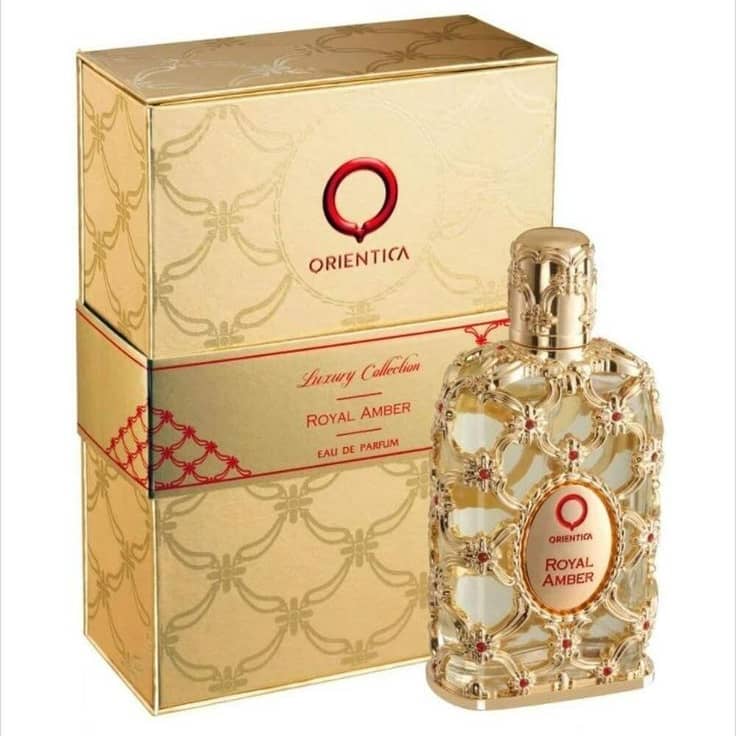 ORIENTICA
Luxury Collection
ROYAL AMBER
EAU DE PARFUM
ORIENTICA
ROYAL
AMBER